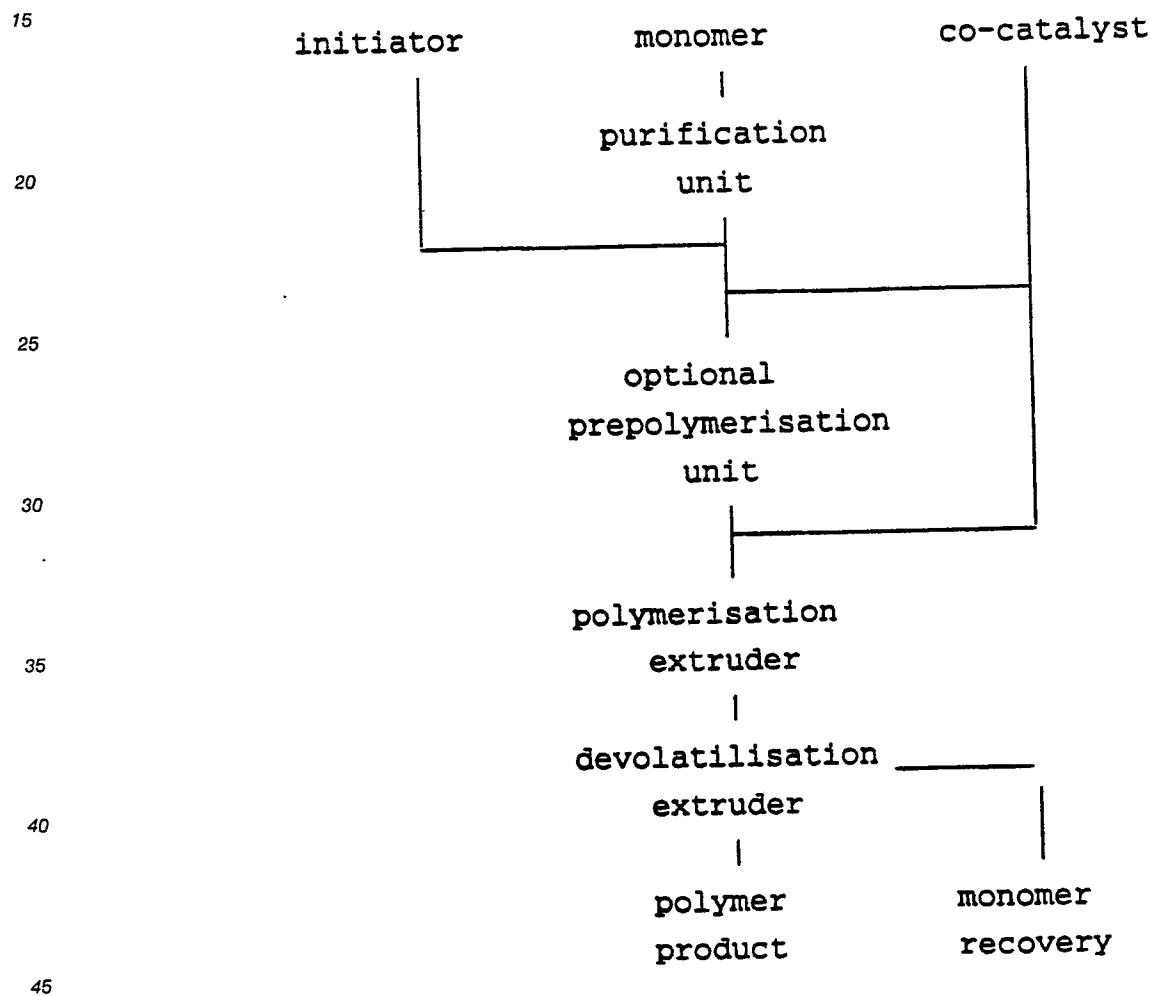 15
initiator monomer co-catalyst
purification
20
unit
25
optional
prepolymerisation
unit
30
polymerisation
35
extruder
devolatilisation
extruder
40
polymer monomer
product recovery
45